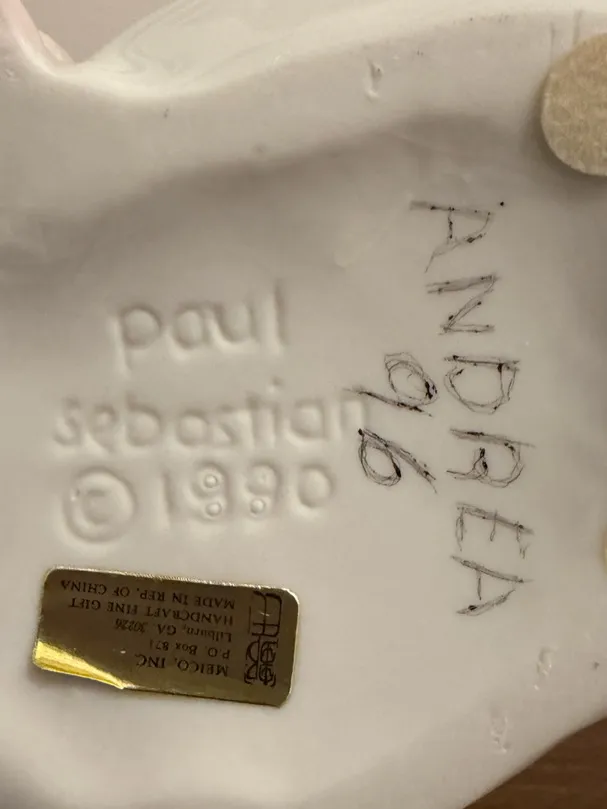 paul
sebastian
© 1990
ANDREA
96
MEICO, INC.
P.O. Box 871
Lilburn, GA. 30226
HANDCRAFT FINE GIFT
MADE IN REP. OF CHINA